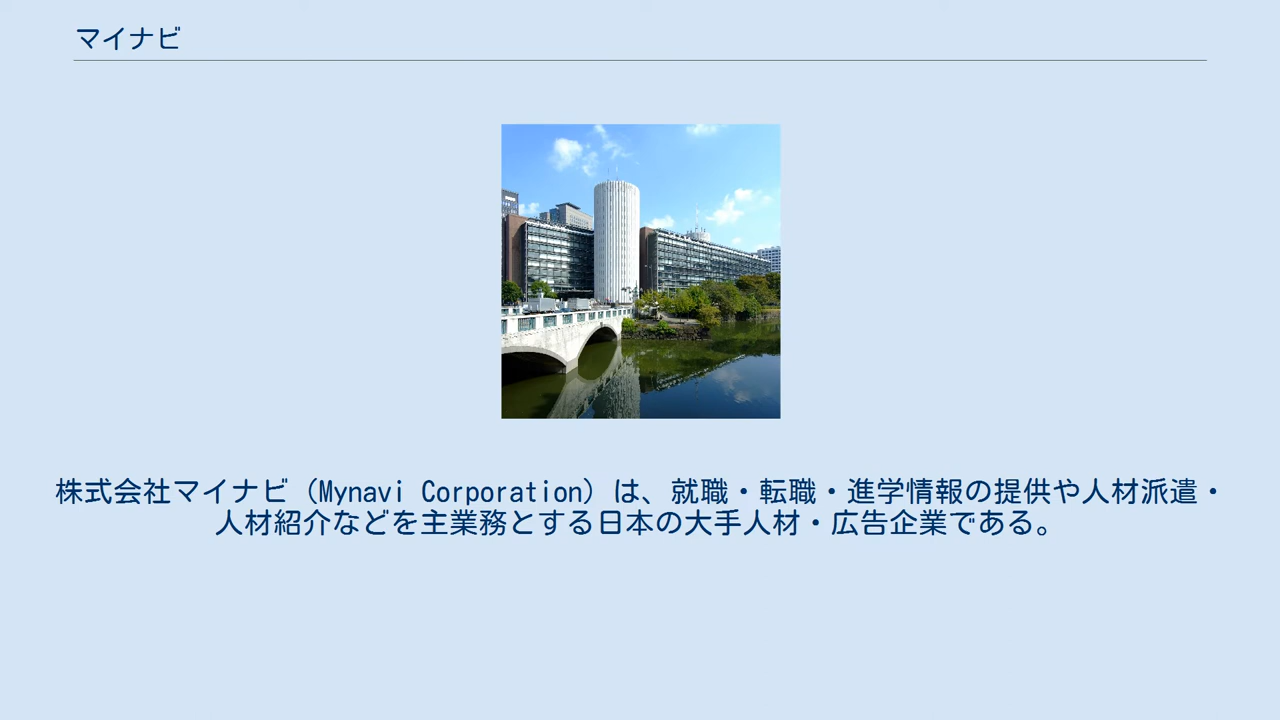 マイナビ
株式会社マイナビ（Mynavi Corporation）は、就職・転職・進学情報の提供や人材派遣・
人材紹介などを主業務とする日本の大手人材・広告企業である。